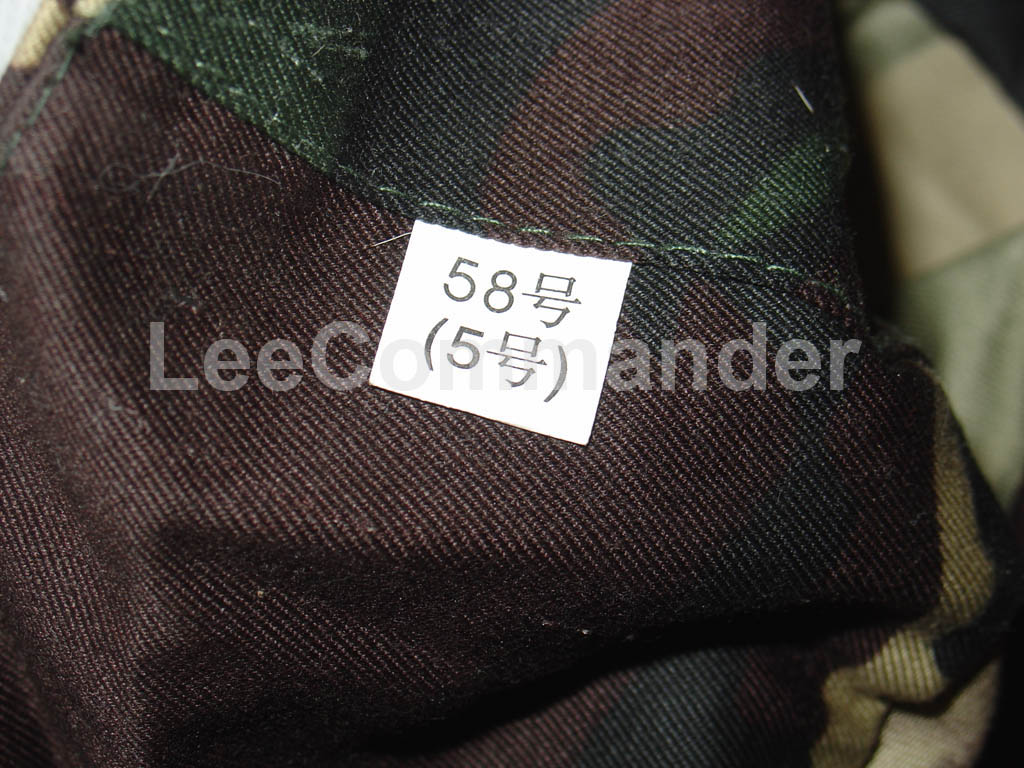 58号
(5号)
LeeCommander